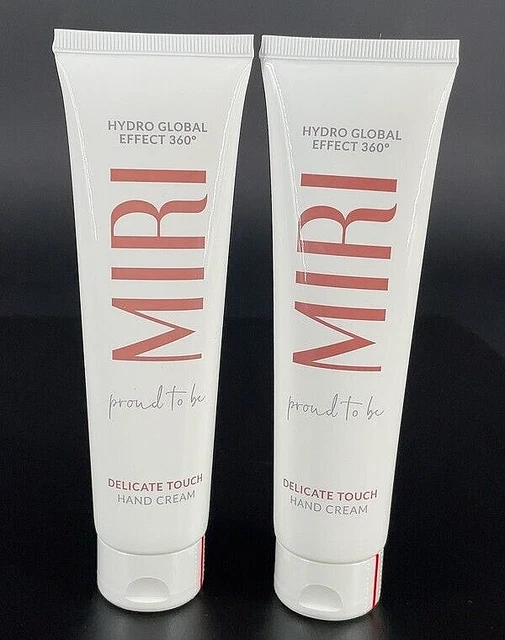 HYDRO GLOBAL
EFFECT 360°
MIRI
proud to be
DELICATE TOUCH
HAND CREAM
HYDRO GLOBAL
EFFECT 360°
MIRI
proud to be
DELICATE TOUCH
HAND CREAM